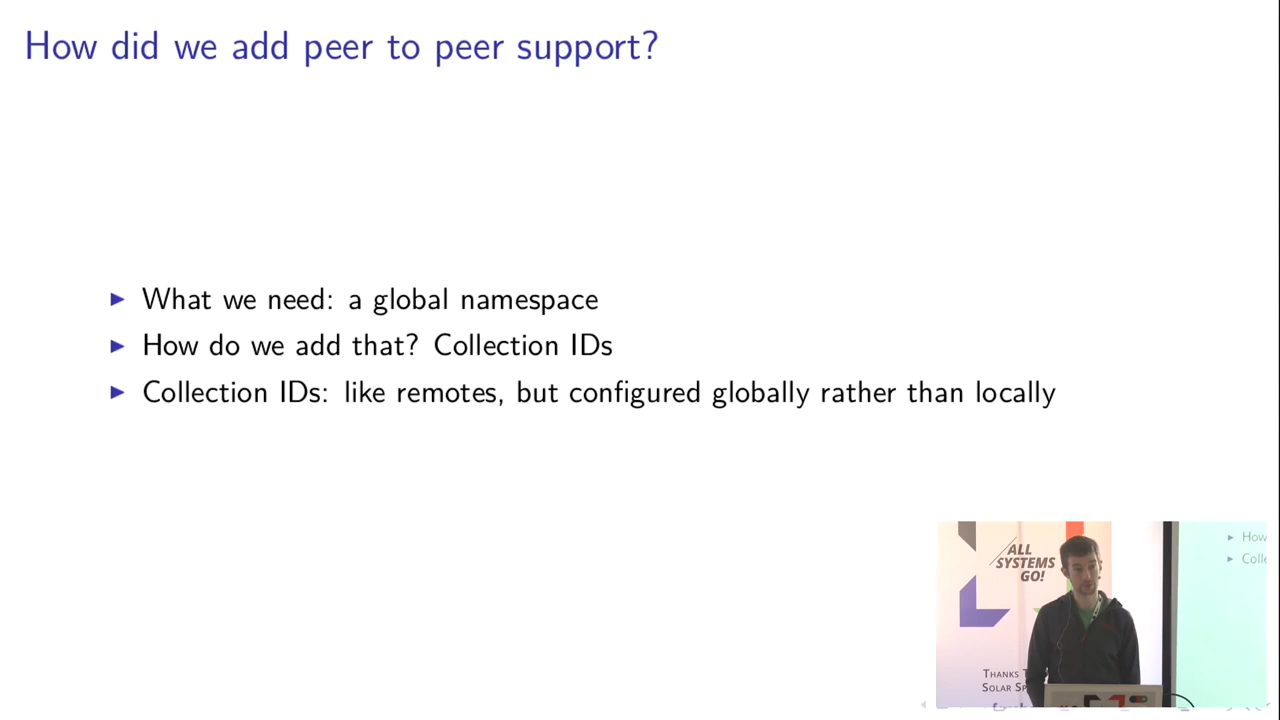 How did we add peer to peer support?
▶ What we need: a global namespace
▶ How do we add that? Collection IDs
▶ Collection IDs: like remotes, but configured globally rather than locally
ALL
SYSTEMS
GO!
▶ How
▶ Colle
THANKS
SOLAR